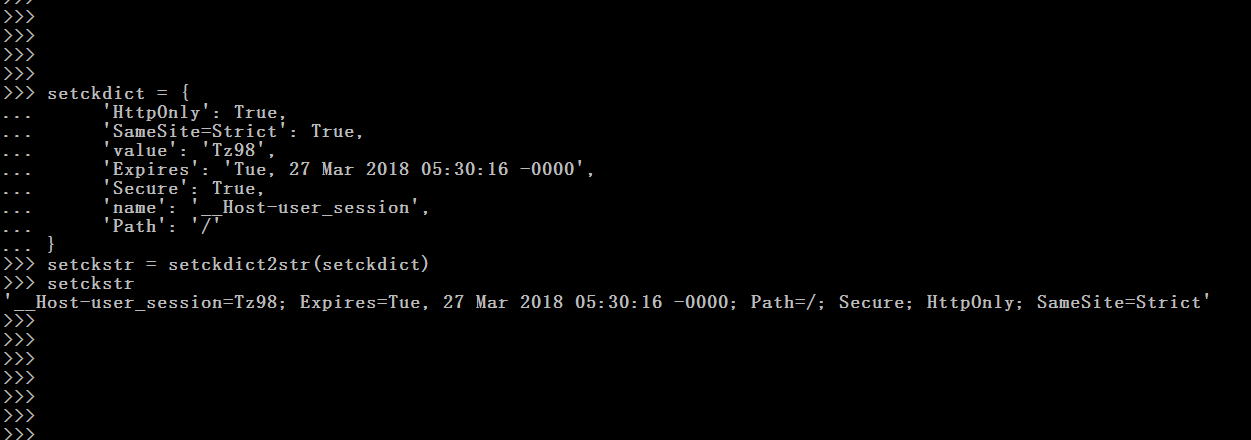 >>>
>>>
>>>
>>>
>>>
>>> setckdict = {
...      'HttpOnly': True,
...      'SameSite=Strict': True,
...      'value': 'Tz98',
...      'Expires': 'Tue, 27 Mar 2018 05:30:16 -0000',
...      'Secure': True,
...      'name': '__Host-user_session',
...      'Path': '/'
... }
>>> setckstr = setckdict2str(setckdict)
>>> setckstr
'__Host-user_session=Tz98; Expires=Tue, 27 Mar 2018 05:30:16 -0000; Path=/; Secure; HttpOnly; SameSite=Strict'
>>>
>>>
>>>
>>>
>>>
>>>
>>>